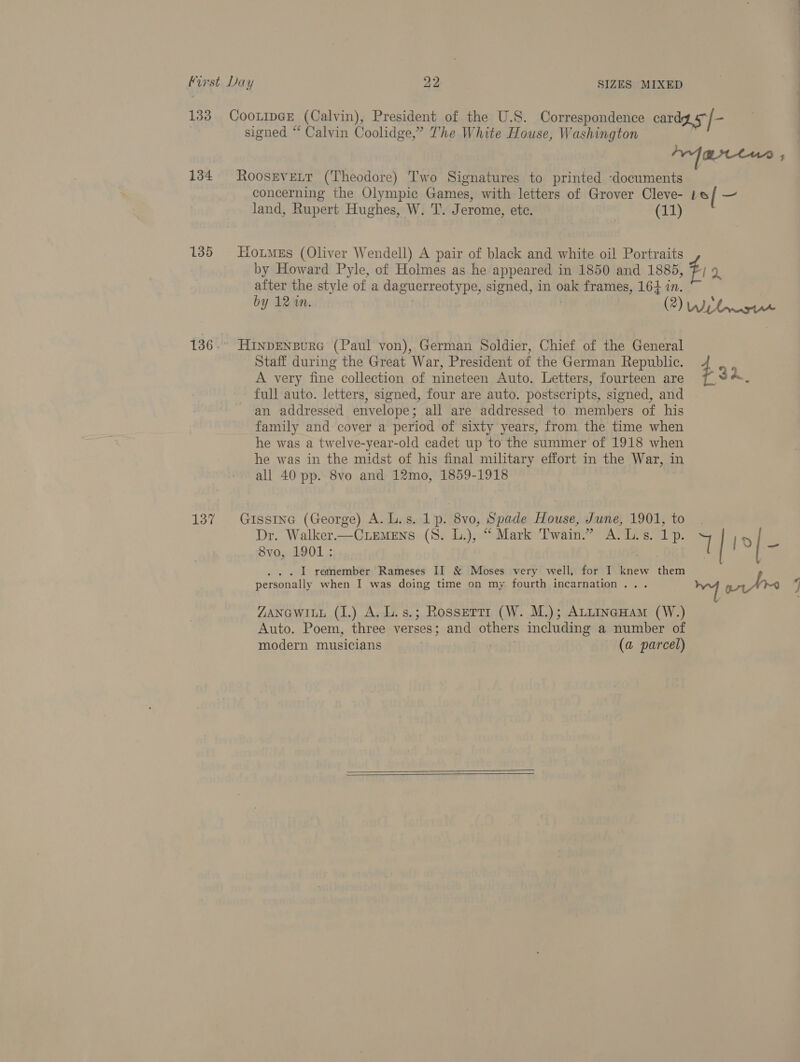 First Day 22 SIZES MIXED
133 COOLIDGE (Calvin), President of the U.S. Correspondence card 5/-
signed “Calvin Coolidge,” The White House, Washington
134 ROOSEVELT (Theodore) Two Signatures to printed documents
concerning the Olympic Games, with letters of Grover Cleve- 10/-
land, Rupert Hughes, W. T. Jerome, etc. (11)
135 HOLMES (Oliver Wendell) A pair of black and white oil Portraits
by Howard Pyle, of Holmes as he appeared in 1850 and 1885, £12
after the style of a daguerreotype, signed, in oak frames, 16¼ in.
by 12 in. (2)
136 HINDENBURG (Paul von), German Soldier, Chief of the General
Staff during the Great War, President of the German Republic.
A very fine collection of nineteen Auto. Letters, fourteen are £32.
full auto. letters, signed, four are auto. postscripts, signed, and
an addressed envelope; all are addressed to members of his
family and cover a period of sixty years, from the time when
he was a twelve-year-old cadet up to the summer of 1918 when
he was in the midst of his final military effort in the War, in
all 40 pp. 8vo and 12mo, 1859-1918
137 GISSING (George) A. L. s. 1 p. 8vo, Spade House, June, 1901, to
Dr. Walker.—CLEMENS (S. L.), “Mark Twain.” A. L. s. 1p.
8vo, 1901: 7/10/-
. . . I remember Rameses II & Moses very well, for I knew them
personally when I was doing time on my fourth incarnation . . .
ZANGWILL (I.) A. L. s.; ROSSETTI (W. M.); ALLINGHAM (W.)
Auto. Poem, three verses; and others including a number of
modern musicians (a parcel)